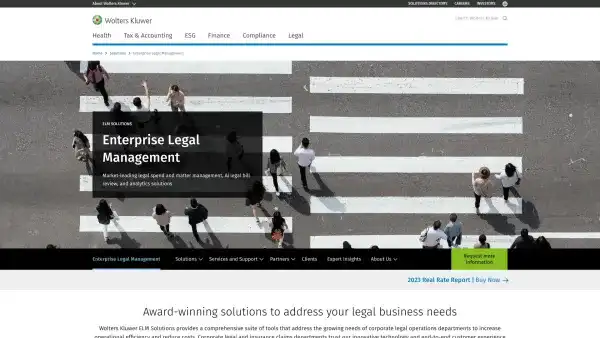 About Wolters Kluwer
SOLUTIONS DIRECTORY CAREERS INVESTORS
Wolters Kluwer
Health Tax & Accounting ESG Finance Compliance Legal
Home Solutions Enterprise Legal Management
ELM SOLUTIONS
Enterprise Legal
Management
Market-leading legal spend and matter management, AI legal bill
review, and analytics solutions
Enterprise Legal Management Solutions Services and Support Partners Clients Expert Insights About Us
Request more
information
2023 Real Rate Report | Buy Now
Award-winning solutions to address your legal business needs
Wolters Kluwer ELM Solutions provides a comprehensive suite of tools that address the growing needs of corporate legal operations departments to increase
operational efficiency and reduce costs. Corporate legal and insurance claims departments trust our innovative technology and end-to-end customer experience